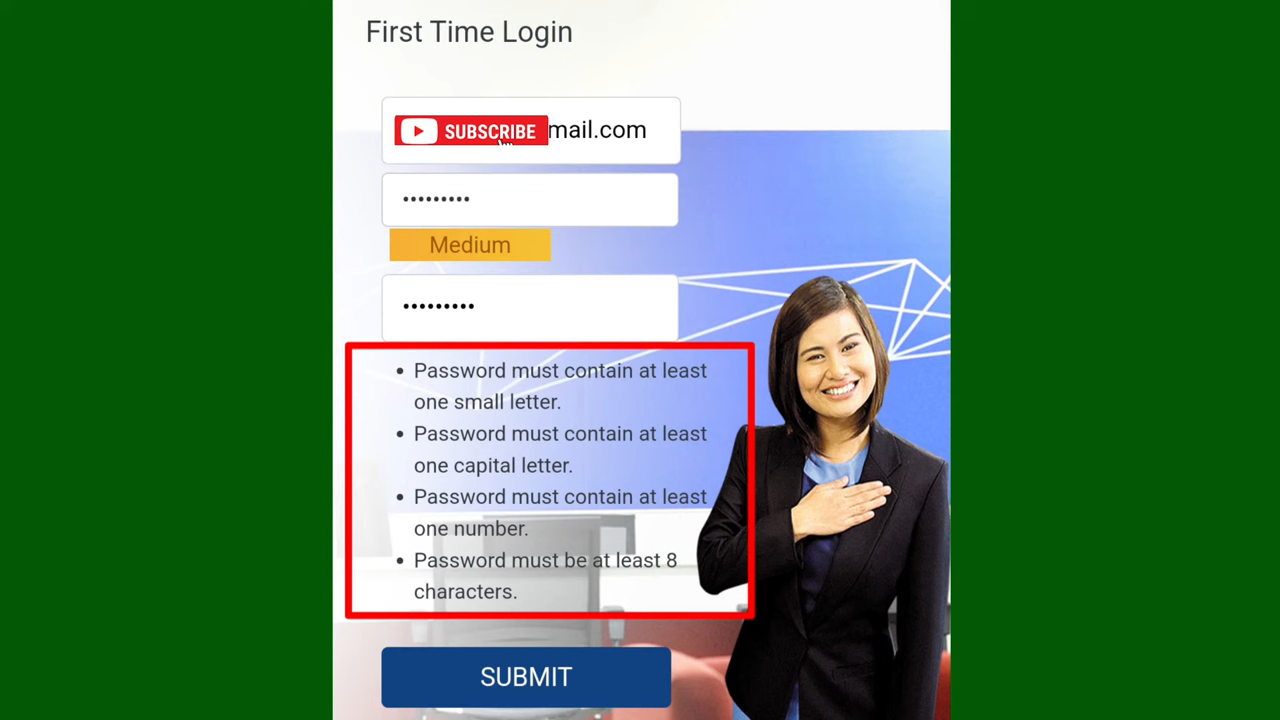 First Time Login
SUBSCRIBE mail.com
•••••••••
Medium
•••••••••
• Password must contain at least
one small letter.
• Password must contain at least
one capital letter.
• Password must contain at least
one number.
• Password must be at least 8
characters.
SUBMIT